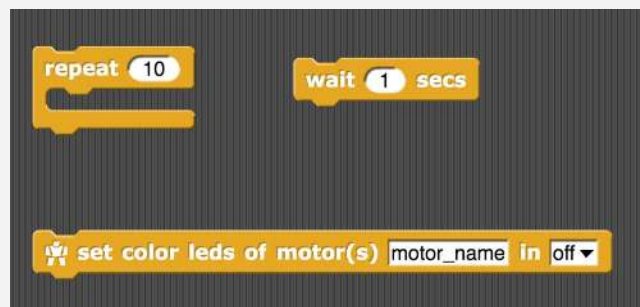 repeat 10
wait 1 secs
set color leds of motor(s) motor_name in off